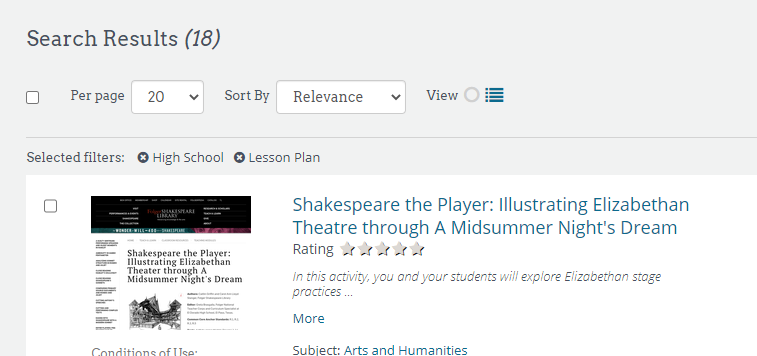 Search Results (18)
Per page 20 Sort By Relevance View
Selected filters: High School Lesson Plan
SHAKESPEARE
LIBRARY
Shakespeare the Player:
Illustrating Elizabethan
Theater through A
Midsummer Night's Dream
Shakespeare the Player: Illustrating Elizabethan
Theatre through A Midsummer Night's Dream
Rating
In this activity, you and your students will explore Elizabethan stage
practices ...
More
Conditions of Use:
Subject: Arts and Humanities